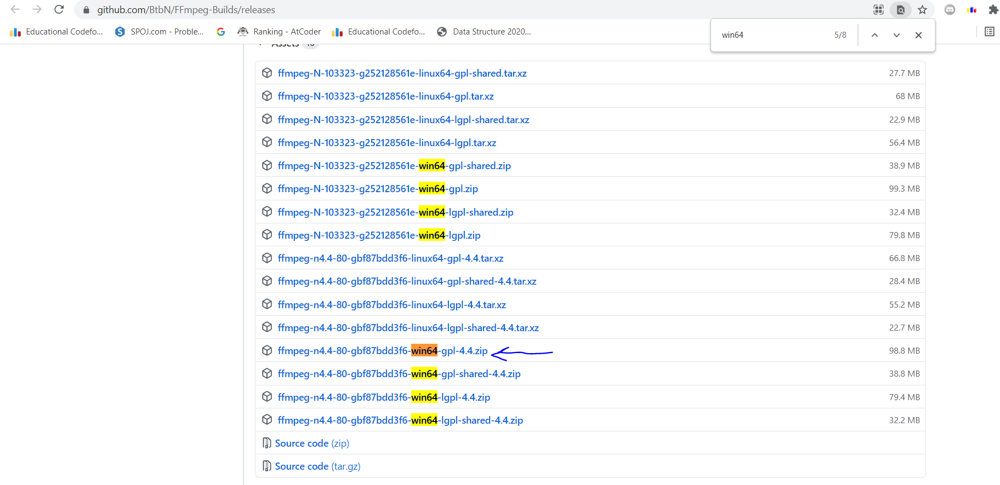 github.com/BtbN/FFmpeg-Builds/releases
Educational Codefo...
SPOJ.com - Proble...
Ranking - AtCoder
Educational Codefo...
Data Structure 2020...
win64
5/8
Assets
ffmpeg-N-103323-g252128561e-linux64-gpl-shared.tar.xz 27.7 MB
ffmpeg-N-103323-g252128561e-linux64-gpl.tar.xz 68 MB
ffmpeg-N-103323-g252128561e-linux64-lgpl-shared.tar.xz 22.9 MB
ffmpeg-N-103323-g252128561e-linux64-lgpl.tar.xz 56.4 MB
ffmpeg-N-103323-g252128561e-win64-gpl-shared.zip 38.9 MB
ffmpeg-N-103323-g252128561e-win64-gpl.zip 99.3 MB
ffmpeg-N-103323-g252128561e-win64-lgpl-shared.zip 32.4 MB
ffmpeg-N-103323-g252128561e-win64-lgpl.zip 79.8 MB
ffmpeg-n4.4-80-gbf87bdd3f6-linux64-gpl-4.4.tar.xz 66.8 MB
ffmpeg-n4.4-80-gbf87bdd3f6-linux64-gpl-shared-4.4.tar.xz 28.4 MB
ffmpeg-n4.4-80-gbf87bdd3f6-linux64-lgpl-4.4.tar.xz 55.2 MB
ffmpeg-n4.4-80-gbf87bdd3f6-linux64-lgpl-shared-4.4.tar.xz 22.7 MB
ffmpeg-n4.4-80-gbf87bdd3f6-win64-gpl-4.4.zip 98.8 MB
ffmpeg-n4.4-80-gbf87bdd3f6-win64-gpl-shared-4.4.zip 38.8 MB
ffmpeg-n4.4-80-gbf87bdd3f6-win64-lgpl-4.4.zip 79.4 MB
ffmpeg-n4.4-80-gbf87bdd3f6-win64-lgpl-shared-4.4.zip 32.2 MB
Source code (zip)
Source code (tar.gz)